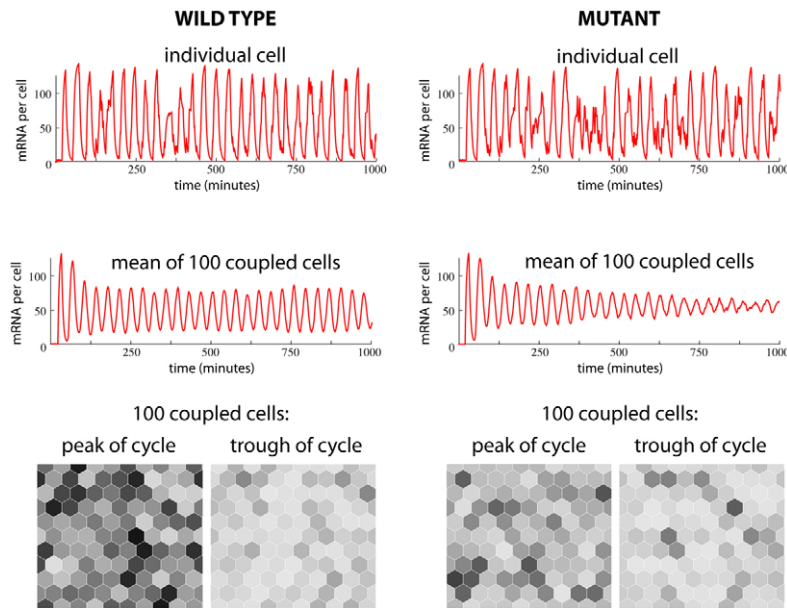 WILD TYPE
individual cell
mRNA per cell
100
50
0
250
500
750
1000
time (minutes)
mean of 100 coupled cells
mRNA per cell
100
50
0
250
500
750
1000
time (minutes)
100 coupled cells:
peak of cycle
trough of cycle
MUTANT
individual cell
mRNA per cell
100
50
0
250
500
750
1000
time (minutes)
mean of 100 coupled cells
mRNA per cell
100
50
0
250
500
750
1000
time (minutes)
100 coupled cells:
peak of cycle
trough of cycle